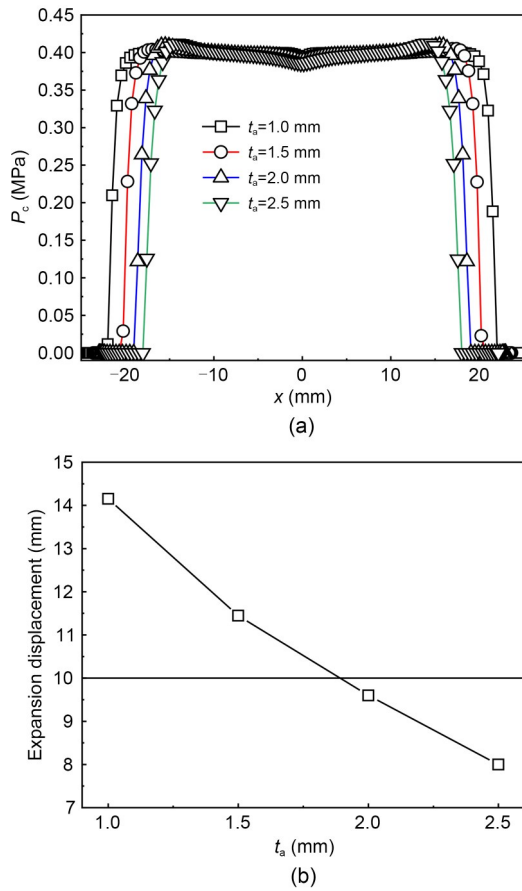 0.45
0.40
0.35
0.30
0.25
0.20
0.15
0.10
0.05
0.00
Pc (MPa)
ta=1.0 mm
ta=1.5 mm
ta=2.0 mm
ta=2.5 mm
−20 −10 0 10 20
x (mm)
(a)
15
14
13
12
11
10
9
8
7
Expansion displacement (mm)
1.0 1.5 2.0 2.5
ta (mm)
(b)